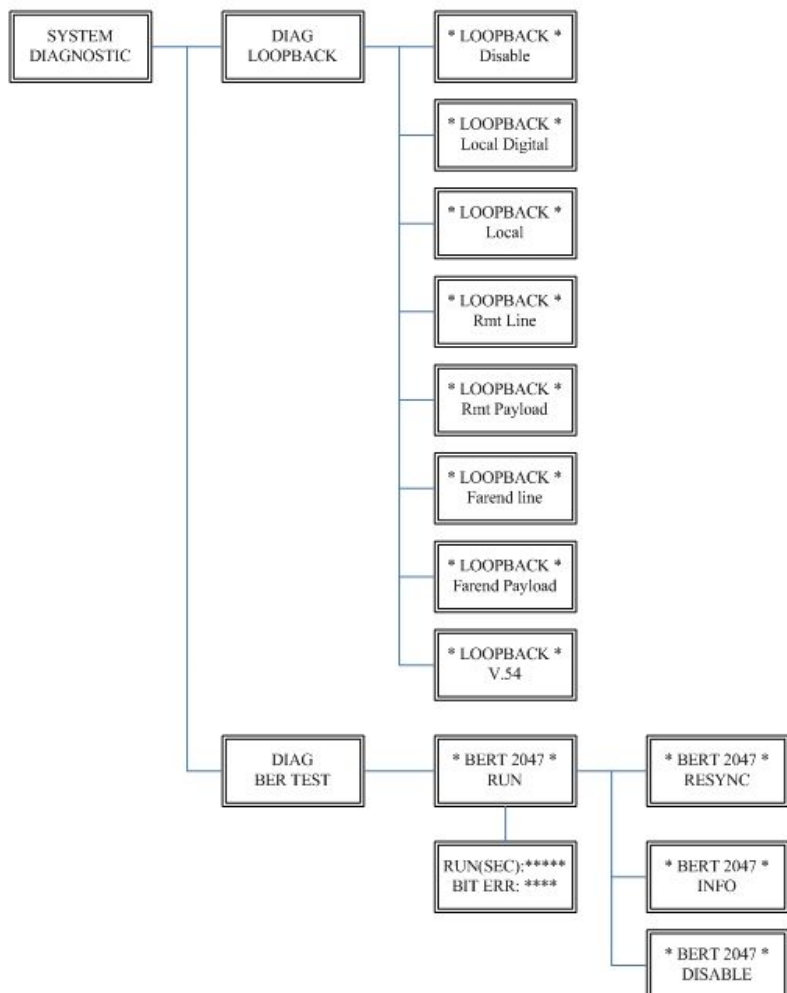 SYSTEM
DIAGNOSTIC
DIAG
LOOPBACK
* LOOPBACK *
Disable
* LOOPBACK *
Local Digital
* LOOPBACK *
Local
* LOOPBACK *
Rmt Line
* LOOPBACK *
Rmt Payload
* LOOPBACK *
Farend line
* LOOPBACK *
Farend Payload
* LOOPBACK *
V.54
DIAG
BER TEST
* BERT 2047 *
RUN
* BERT 2047 *
RESYNC
RUN(SEC):*****
BIT ERR: ****
* BERT 2047 *
INFO
* BERT 2047 *
DISABLE